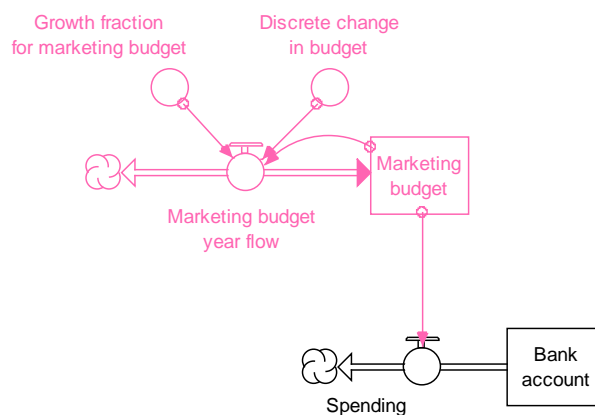 Growth fraction
for marketing budget
Discrete change
in budget
Marketing
budget
Marketing budget
year flow
Bank
account
Spending